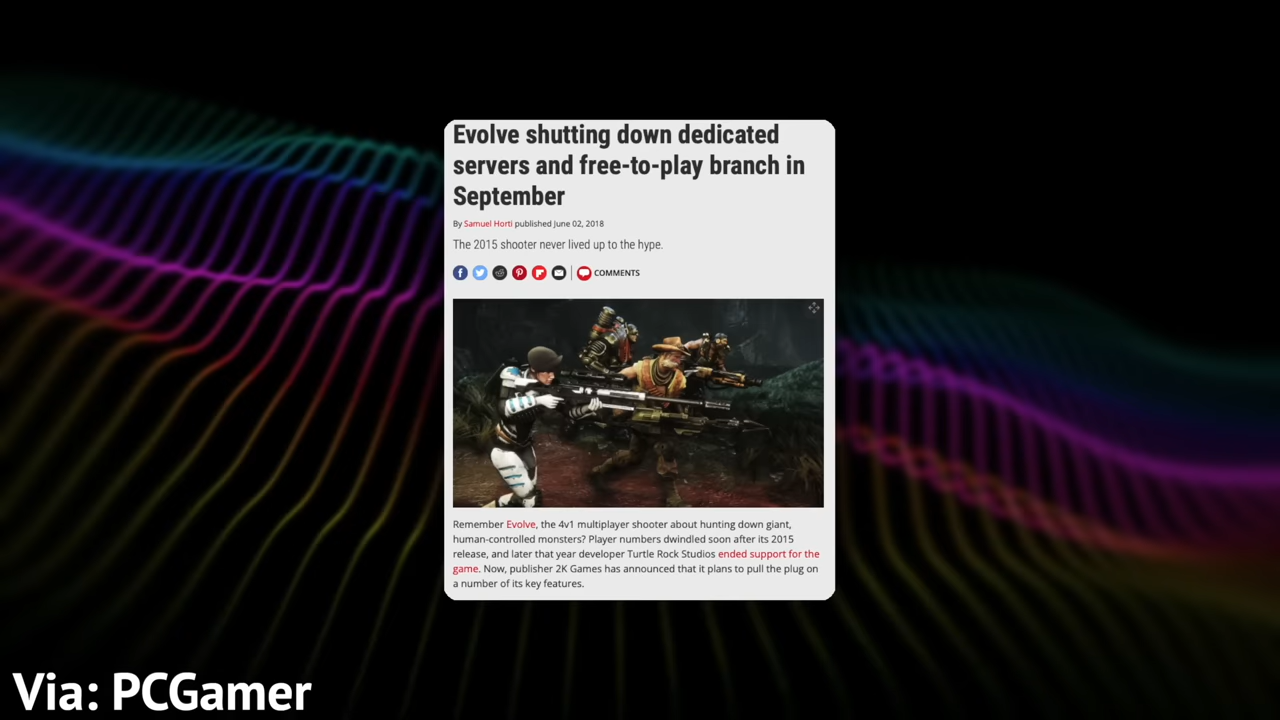 Evolve shutting down dedicated
servers and free-to-play branch in
September
By Samuel Horti published June 02, 2018
The 2015 shooter never lived up to the hype.
COMMENTS
Remember Evolve, the 4v1 multiplayer shooter about hunting down giant,
human-controlled monsters? Player numbers dwindled soon after its 2015
release, and later that year developer Turtle Rock Studios ended support for the
game. Now, publisher 2K Games has announced that it plans to pull the plug on
a number of its key features.
Via: PCGamer